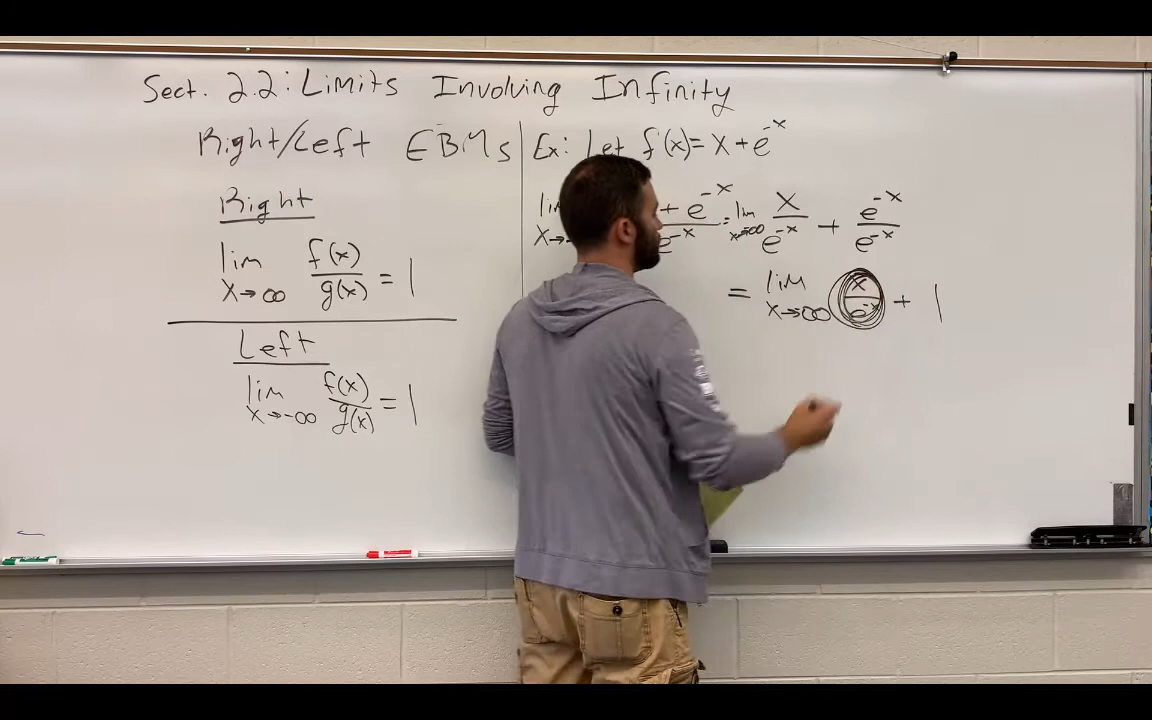 Sect. 2.2: Limits Involving Infinity
Right/Left EBMs
Right
lim f(x)/g(x) = 1
x→∞
Left
lim f(x)/g(x) = 1
x→-∞
Ex: Let f(x) = x + e^-x
+ e^-x / e^-x = lim x/e^-x + e^-x/e^-x
= lim x/e^-x + 1
x→∞